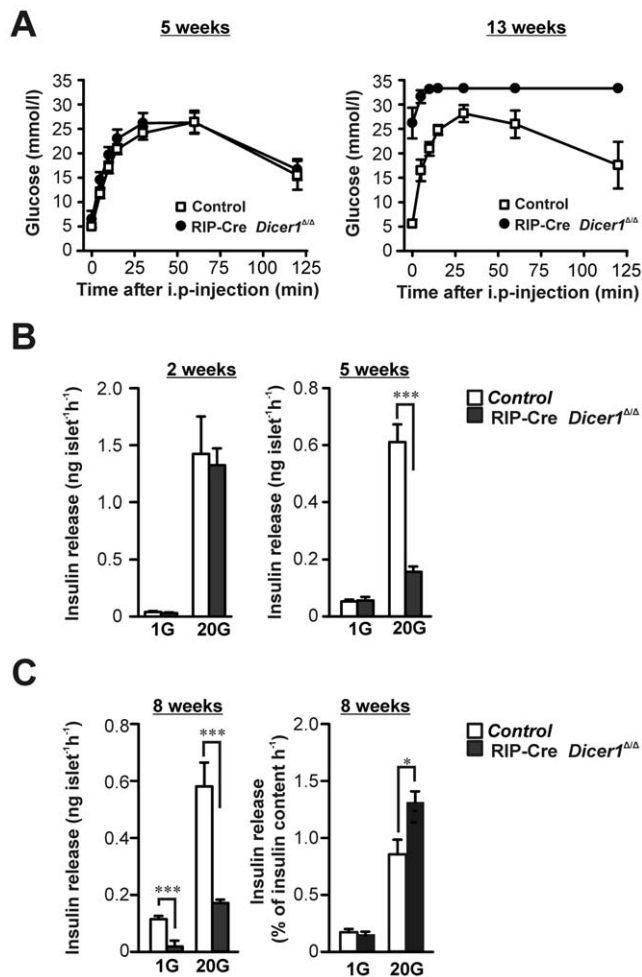 A
5 weeks
13 weeks
Glucose (mmol/l)
35
30
25
20
15
10
5
0
Control
RIP-Cre Dicer1Δ/Δ
0 25 50 75 100 125
Time after i.p-injection (min)
Glucose (mmol/l)
35
30
25
20
15
10
5
0
Control
RIP-Cre Dicer1Δ/Δ
0 25 50 75 100 125
Time after i.p-injection (min)
B
2 weeks
5 weeks
Insulin release (ng islet-1h-1)
2.0
1.5
1.0
0.5
0
1G 20G
Insulin release (ng islet-1h-1)
0.6
0.4
0.2
0
***
1G 20G
Control
RIP-Cre Dicer1Δ/Δ
C
8 weeks
8 weeks
Insulin release (ng islet-1h-1)
0.8
0.6
0.4
0.2
0
***
***
1G 20G
Insulin release
(% of insulin content h-1)
2.0
1.5
1.0
0.5
0
*
1G 20G
Control
RIP-Cre Dicer1Δ/Δ